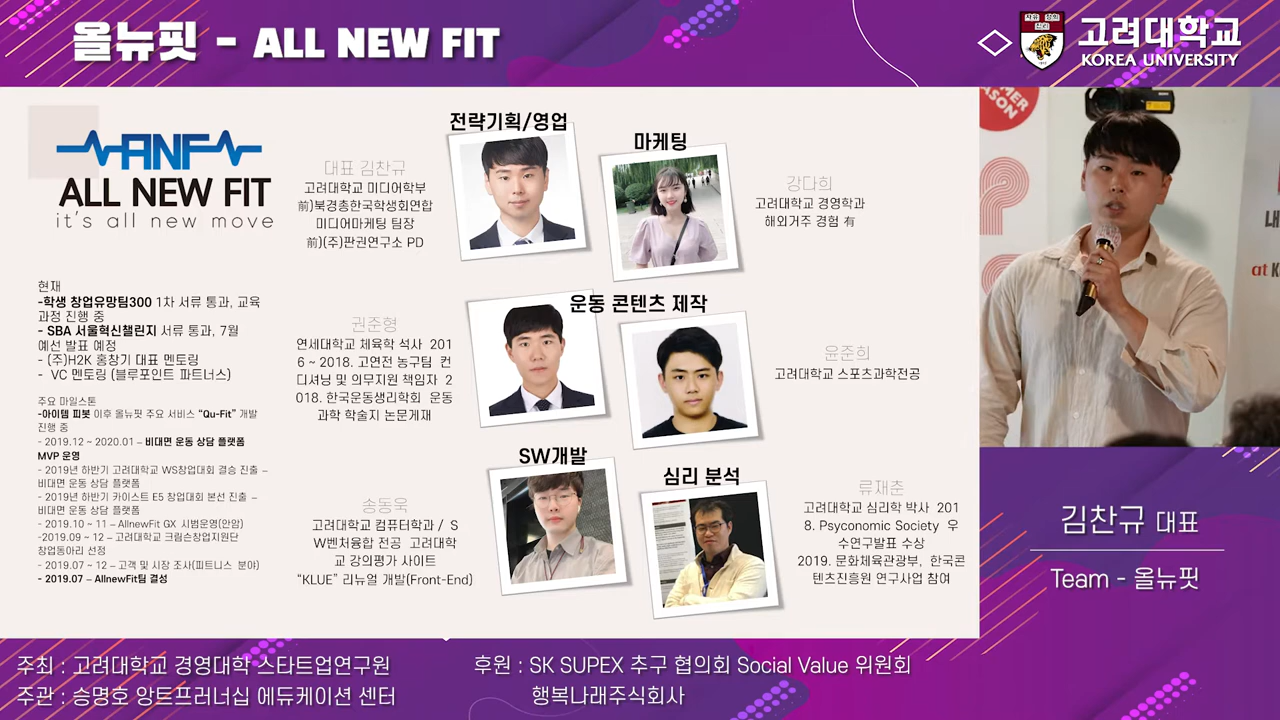 올뉴핏 - ALL NEW FIT
자유 정의
진리
고려대학교
KOREA UNIVERSITY
ANF
ALL NEW FIT
it's all new move
현재
-학생 창업유망팀300 1차 서류 통과, 교육
과정 진행 중
- SBA 서울혁신챌린지 서류 통과, 7월
예선 발표 예정
- (주)H2K 홍창기 대표 멘토링
- VC 멘토링 (블루포인트 파트너스)
주요 마일스톤
-아이템 피봇 이후 올뉴핏 주요 서비스 “Qu-Fit” 개발
진행 중
- 2019.12 ~ 2020.01 – 비대면 운동 상담 플랫폼
MVP 운영
- 2019년 하반기 고려대학교 WS창업대회 결승 진출 –
비대면 운동 상담 플랫폼
- 2019년 하반기 카이스트 E5 창업대회 본선 진출 –
비대면 운동 상담 플랫폼
- 2019.10 ~ 11 – AllnewFit GX 시범운영(안암)
-2019.09 ~ 12 – 고려대학교 크림슨창업지원단
창업동아리 선정
- 2019.07 ~ 12 – 고객 및 시장 조사(피트니스 분야)
- 2019.07 – AllnewFit팀 결성
전략기획/영업
대표 김찬규
고려대학교 미디어학부
前)북경총한국학생회연합
미디어마케팅 팀장
前)(주)판권연구소 PD
마케팅
강다희
고려대학교 경영학과
해외거주 경험 有
운동 콘텐츠 제작
권준형
연세대학교 체육학 석사 201
6 ~ 2018. 고연전 농구팀 컨
디셔닝 및 의무지원 책임자 2
018. 한국운동생리학회 운동
과학 학술지 논문게재
윤준희
고려대학교 스포츠과학전공
SW개발
송동욱
고려대학교 컴퓨터학과 / S
W벤처융합 전공 고려대학
교 강의평가 사이트
“KLUE” 리뉴얼 개발(Front-End)
심리 분석
류재춘
고려대학교 심리학 박사 201
8. Psyconomic Society 우
수연구발표 수상
2019. 문화체육관광부, 한국콘
텐츠진흥원 연구사업 참여
내
at K
김찬규 대표
Team - 올뉴핏
주최 : 고려대학교 경영대학 스타트업연구원
주관 : 승명호 앙트프러너십 에듀케이션 센터
후원 : SK SUPEX 추구 협의회 Social Value 위원회
행복나래주식회사